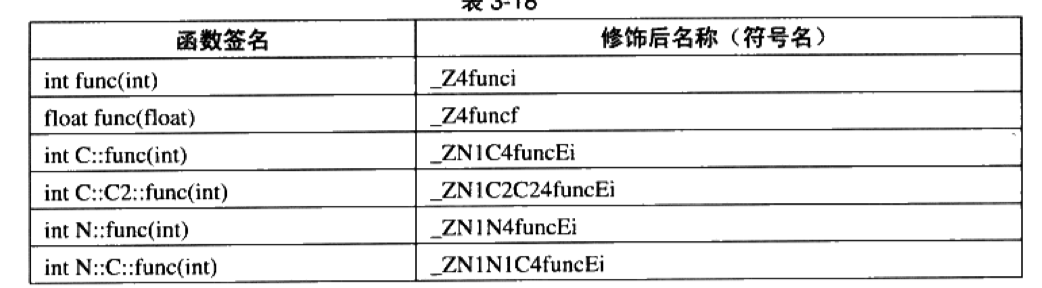 表 3-18
函数签名 修饰后名称（符号名）
int func(int) _Z4funci
float func(float) _Z4funcf
int C::func(int) _ZN1C4funcEi
int C::C2::func(int) _ZN1C2C24funcEi
int N::func(int) _ZN1N4funcEi
int N::C::func(int) _ZN1N1C4funcEi